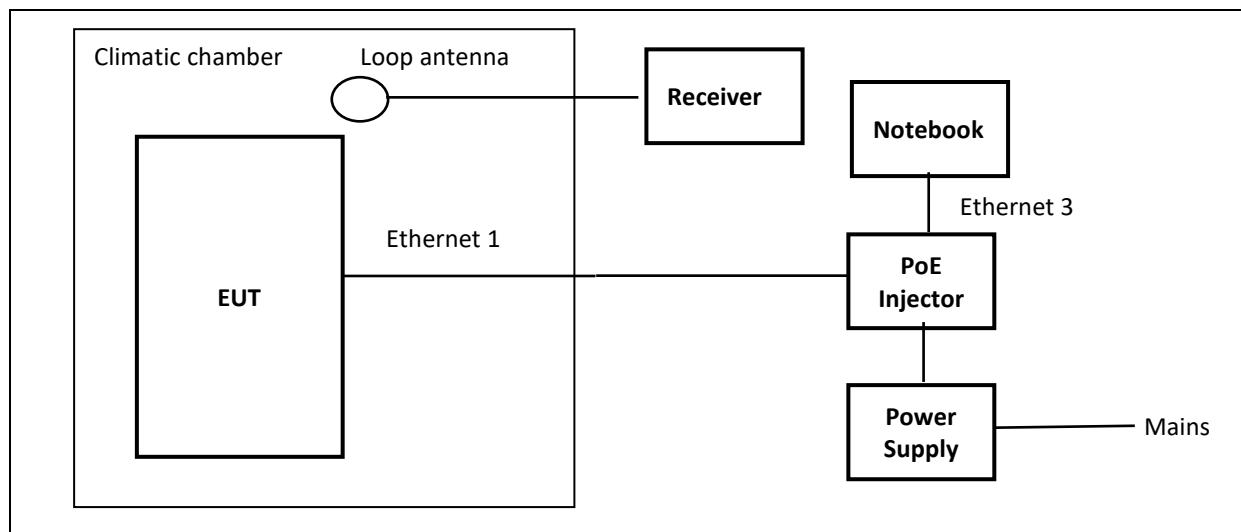 Climatic chamber
Loop antenna
Receiver
Notebook
Ethernet 3
Ethernet 1
PoE
Injector
EUT
Power
Supply
Mains